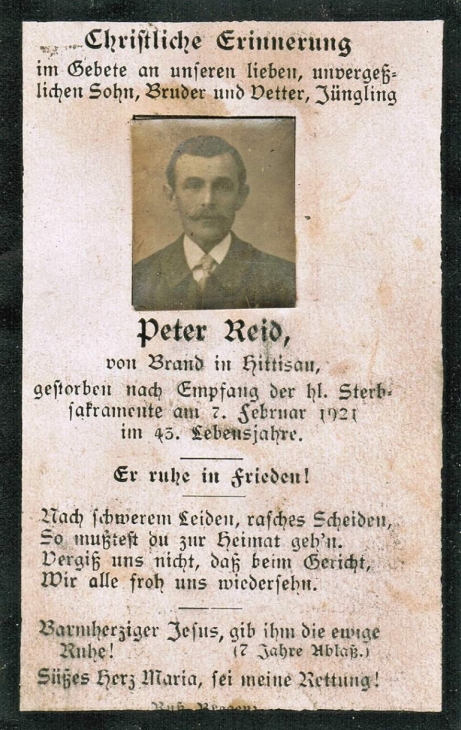 Christliche Erinnerung
im Gebete an unseren lieben, unvergeß-
lichen Sohn, Bruder und Vetter, Jüngling
Peter Reid,
von Brand in Hittisau,
gestorben nach Empfang der hl. Sterb-
sakramente am 7. Februar 1921
im 43. Lebensjahre.
Er ruhe in Frieden!
Nach schwerem Leiden, rasches Scheiden,
So mußtest du zur Heimat geh'n.
Vergiß uns nicht, daß beim Gericht,
Wir alle froh uns wiedersehn.
Barmherziger Jesus, gib ihm die ewige
Ruhe! (7 Jahre Ablaß.)
Süßes Herz Maria, sei meine Rettung!